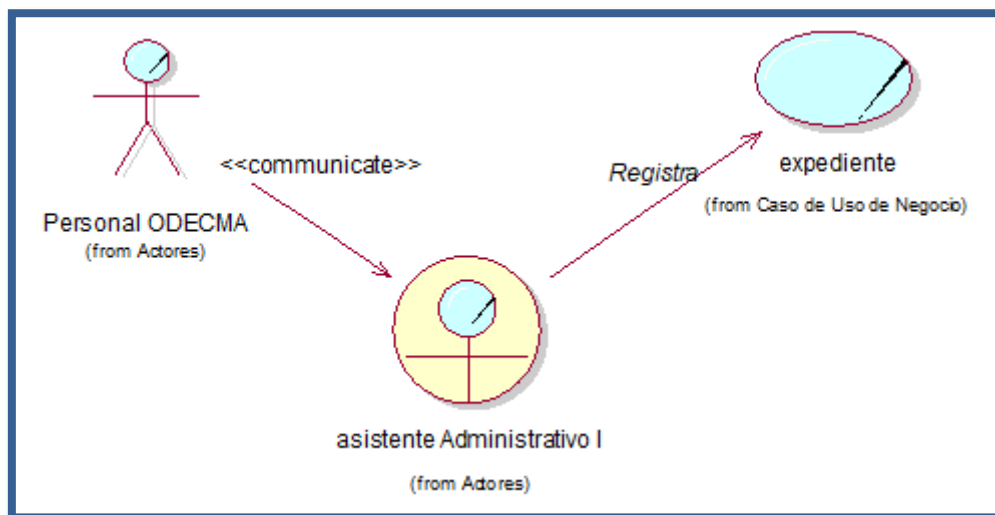 <<communicate>>
Personal ODECMA
(from Actores)
Registra
expediente
(from Caso de Uso de Negocio)
asistente Administrativo I
(from Actores)